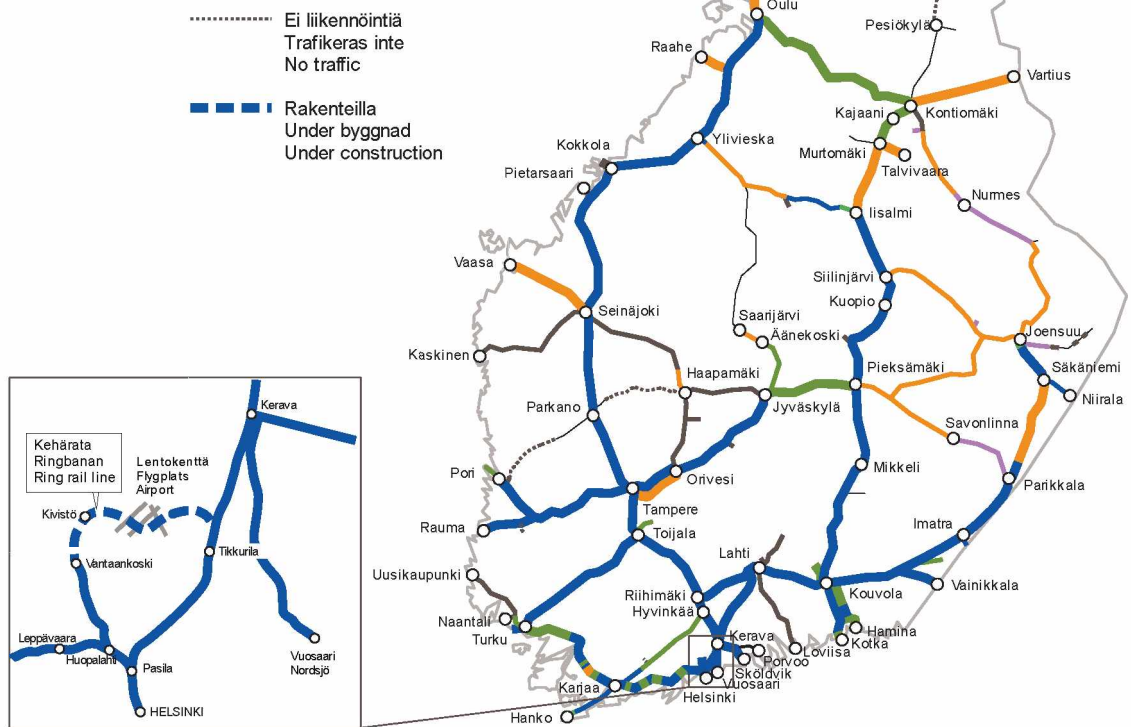 Ei liikennöintiä
Trafikeras inte
No traffic
Rakenteilla
Under byggnad
Under construction
Oulu
Pesiökylä
Raahe
Vartius
Kajaani
Kontiomäki
Ylivieska
Murtomäki
Talvivaara
Kokkola
Pietarsaari
Iisalmi
Nurmes
Vaasa
Siilinjärvi
Kuopio
Seinäjoki
Saarijärvi
Äänekoski
Joensuu
Kaskinen
Haapamäki
Pieksämäki
Säkäniemi
Jyväskylä
Niirala
Parkano
Savonlinna
Mikkeli
Pori
Orivesi
Parikkala
Tampere
Rauma
Toijala
Imatra
Lahti
Uusikaupunki
Riihimäki
Kouvola
Vainikkala
Hyvinkää
Naantali
Turku
Hamina
Kotka
Kerava
Porvoo
Loviisa
Sköldvik
Vuosaari
Helsinki
Karjaa
Hanko
Kerava
Kehärata
Ringbanan
Ring rail line
Lentokenttä
Flygplats
Airport
Kivistö
Tikkurila
Vantaankoski
Leppävaara
Huopalahti
Pasila
Vuosaari
Nordsjö
HELSINKI